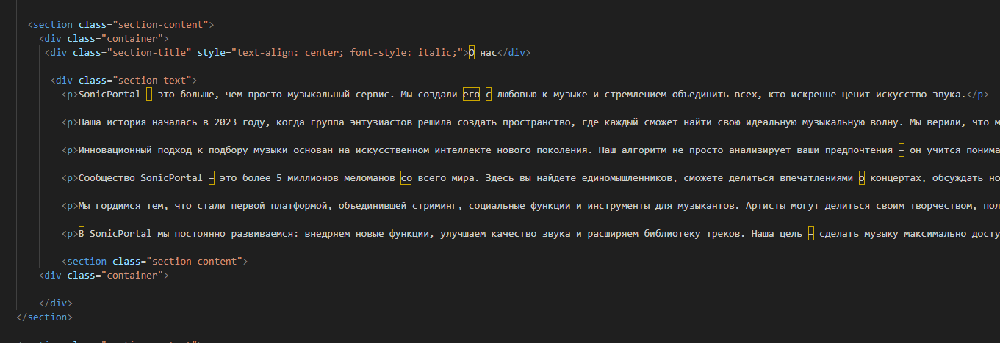 <section class="section-content">
<div class="container">
<div class="section-title" style="text-align: center; font-style: italic;">О нас</div>
<div class="section-text">
<p>SonicPortal – это больше, чем просто музыкальный сервис. Мы создали его с любовью к музыке и стремлением объединить всех, кто искренне ценит искусство звука.</p>
<p>Наша история началась в 2023 году, когда группа энтузиастов решила создать пространство, где каждый сможет найти свою идеальную музыкальную волну. Мы верили, что
<p>Инновационный подход к подбору музыки основан на искусственном интеллекте нового поколения. Наш алгоритм не просто анализирует ваши предпочтения – он учится
<p>Сообщество SonicPortal – это более 5 миллионов меломанов со всего мира. Здесь вы найдете единомышленников, сможете делиться впечатлениями о концертах, обсуждать
<p>Мы гордимся тем, что стали первой платформой, объединившей стриминг, социальные функции и инструменты для музыкантов. Артисты могут делиться своим творчеством,
<p>В SonicPortal мы постоянно развиваемся: внедряем новые функции, улучшаем качество звука и расширяем библиотеку треков. Наша цель – сделать музыку максимально
<section class="section-content">
<div class="container">
</div>
</section>